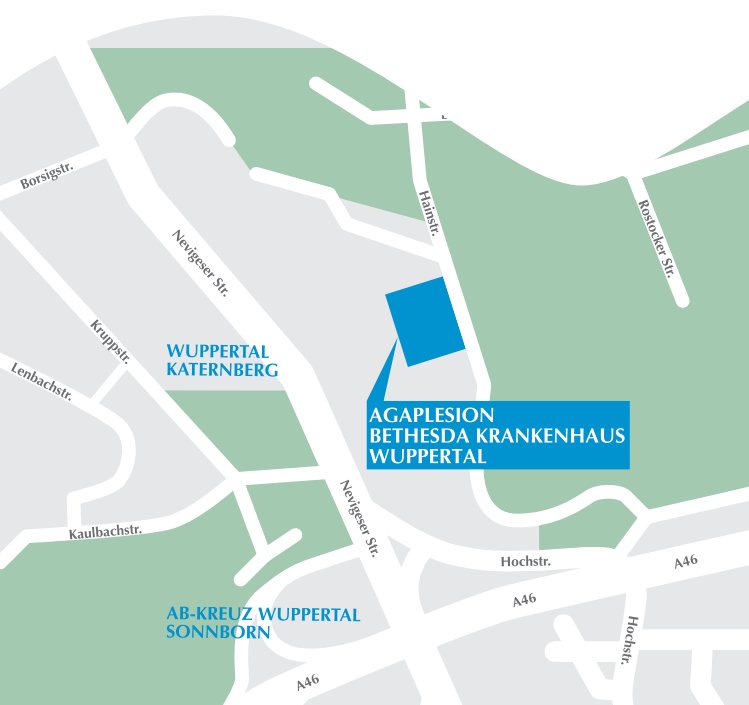 Borsigstr.
Hainstr.
Rostocker Str.
Nevigeser Str.
Kruppstr.
WUPPERTAL
KATERNBERG
Lenbachstr.
AGAPLESION
BETHESDA KRANKENHAUS
WUPPERTAL
Nevigeser Str.
Kaulbachstr.
Hochstr.
A46
A46
AB-KREUZ WUPPERTAL
SONNBORN
Hochstr.
A46